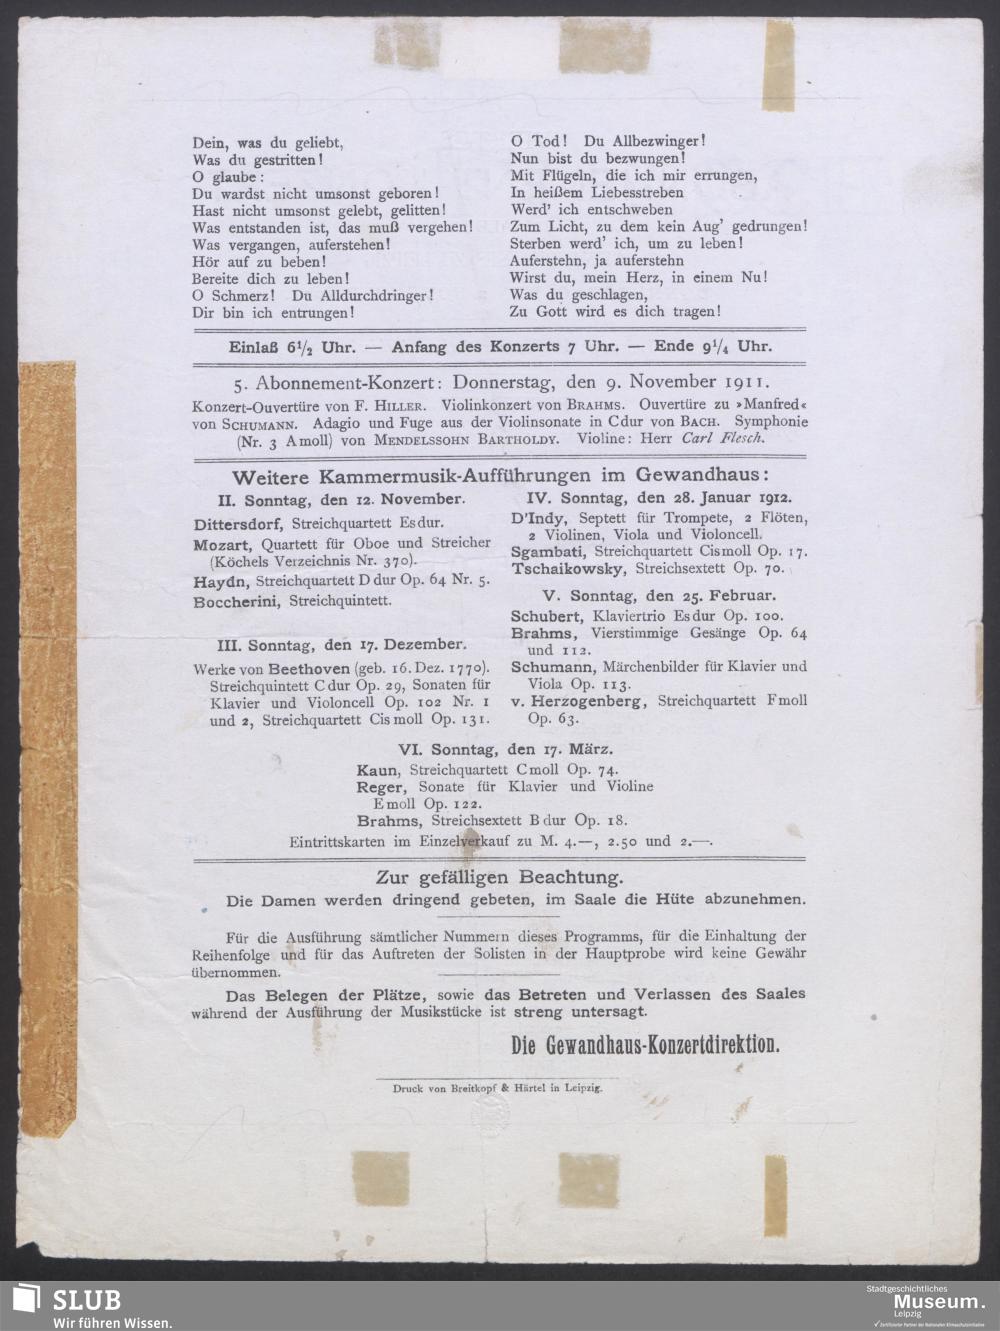 Dein, was du geliebt,
Was du gestritten!
O glaube:
Du wardst nicht umsonst geboren!
Hast nicht umsonst gelebt, gelitten!
Was entstanden ist, das muß vergehen!
Was vergangen, auferstehen!
Hör auf zu beben!
Bereite dich zu leben!
O Schmerz! Du Alldurchdringer!
Dir bin ich entrungen!
O Tod! Du Allbezwinger!
Nun bist du bezwungen!
Mit Flügeln, die ich mir errungen,
In heißem Liebesstreben
Werd' ich entschweben
Zum Licht, zu dem kein Aug' gedrungen!
Sterben werd' ich, um zu leben!
Auferstehn, ja auferstehn
Wirst du, mein Herz, in einem Nu!
Was du geschlagen,
Zu Gott wird es dich tragen!
Einlaß 6½ Uhr. — Anfang des Konzerts 7 Uhr. — Ende 9¼ Uhr.
5. Abonnement-Konzert: Donnerstag, den 9. November 1911.
Konzert-Ouvertüre von F. HILLER. Violinkonzert von BRAHMS. Ouvertüre zu »Manfred«
von SCHUMANN. Adagio und Fuge aus der Violinsonate in Cdur von BACH. Symphonie
(Nr. 3 Amoll) von MENDELSSOHN BARTHOLDY. Violine: Herr Carl Flesch.
Weitere Kammermusik-Aufführungen im Gewandhaus:
II. Sonntag, den 12. November.
Dittersdorf, Streichquartett Esdur.
Mozart, Quartett für Oboe und Streicher
(Köchels Verzeichnis Nr. 370).
Haydn, Streichquartett D dur Op. 64 Nr. 5.
Boccherini, Streichquintett.
III. Sonntag, den 17. Dezember.
Werke von Beethoven (geb. 16. Dez. 1770).
Streichquintett C dur Op. 29, Sonaten für
Klavier und Violoncell Op. 102 Nr. 1
und 2, Streichquartett Cis moll Op. 131.
IV. Sonntag, den 28. Januar 1912.
D'Indy, Septett für Trompete, 2 Flöten,
2 Violinen, Viola und Violoncell.
Sgambati, Streichquartett Cismoll Op. 17.
Tschaikowsky, Streichsextett Op. 70.
V. Sonntag, den 25. Februar.
Schubert, Klaviertrio Esdur Op. 100.
Brahms, Vierstimmige Gesänge Op. 64
und 112.
Schumann, Märchenbilder für Klavier und
Viola Op. 113.
v. Herzogenberg, Streichquartett Fmoll
Op. 63.
VI. Sonntag, den 17. März.
Kaun, Streichquartett Cmoll Op. 74.
Reger, Sonate für Klavier und Violine
Emoll Op. 122.
Brahms, Streichsextett B dur Op. 18.
Eintrittskarten im Einzelverkauf zu M. 4.—, 2.50 und 2.—.
Zur gefälligen Beachtung.
Die Damen werden dringend gebeten, im Saale die Hüte abzunehmen.
Für die Ausführung sämtlicher Nummern dieses Programms, für die Einhaltung der
Reihenfolge und für das Auftreten der Solisten in der Hauptprobe wird keine Gewähr
übernommen.
Das Belegen der Plätze, sowie das Betreten und Verlassen des Saales
während der Ausführung der Musikstücke ist streng untersagt.
Die Gewandhaus-Konzertdirektion.
Druck von Breitkopf & Härtel in Leipzig.
SLUB
Wir führen Wissen.
Stadtgeschichtliches
Museum.
Leipzig
Zertifizierter Partner der Nationalen Klimaschutzinitiative